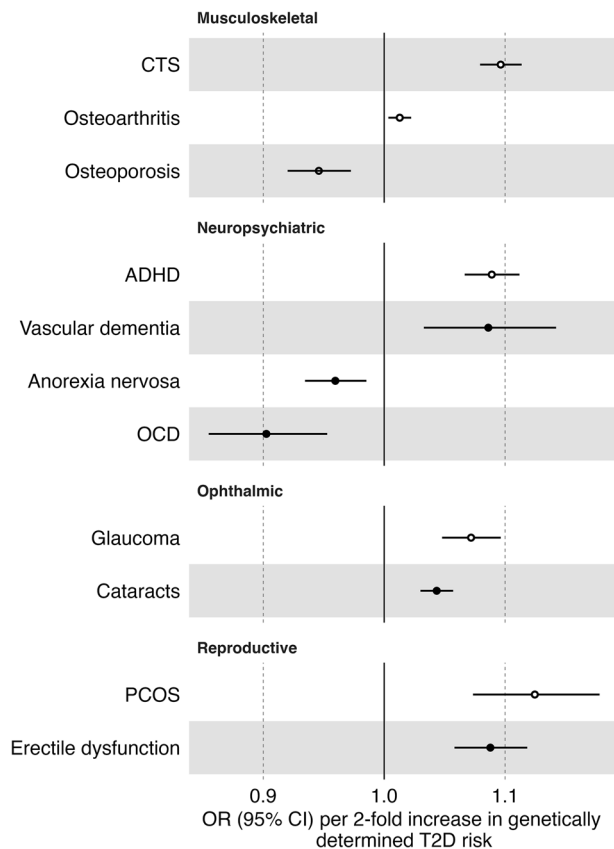 Musculoskeletal
CTS
Osteoarthritis
Osteoporosis
Neuropsychiatric
ADHD
Vascular dementia
Anorexia nervosa
OCD
Ophthalmic
Glaucoma
Cataracts
Reproductive
PCOS
Erectile dysfunction
0.9 1.0 1.1
OR (95% CI) per 2-fold increase in genetically
determined T2D risk